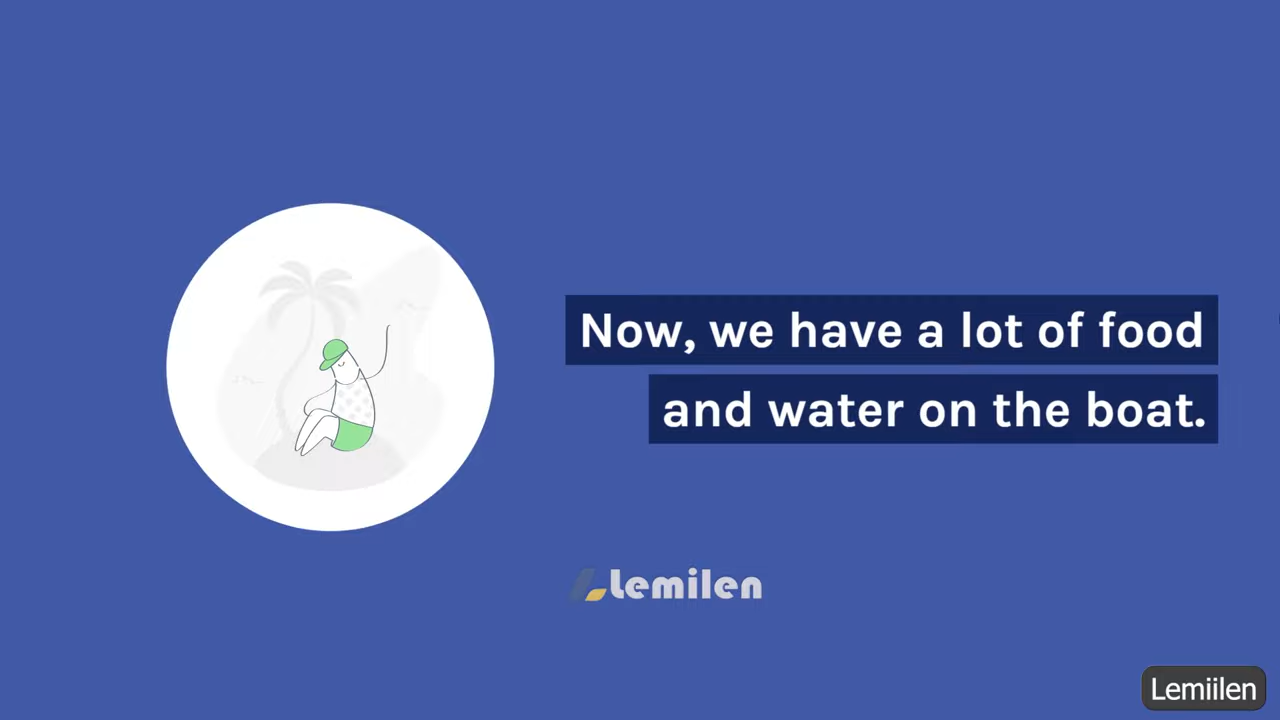 Now, we have a lot of food
and water on the boat.
Lemilen
Lemiilen